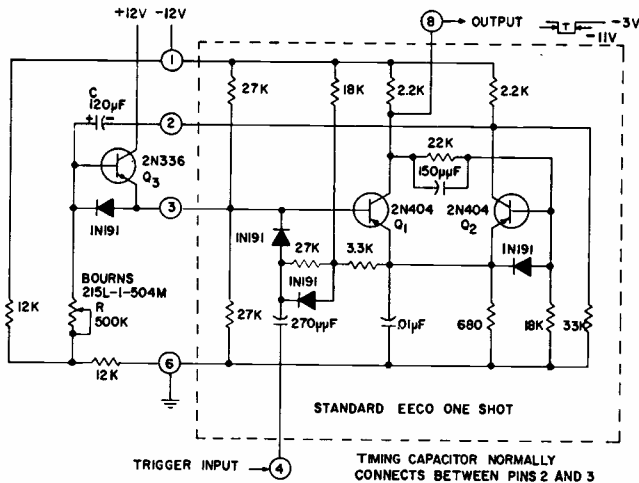 +12V -12V
8 → OUTPUT T -3V
-11V
1
27K 18K 2.2K 2.2K
C
120µF
+ -
2
2N336
Q3
22K
150µµF
1N191
3
2N404
Q1
2N404
Q2
1N191
27K 3.3K
1N191
1N191
BOURNS
215L-1-504M
R
500K
12K
27K
270µµF
.01µF
680
18K
33K
12K
6
STANDARD EECO ONE SHOT
TRIGGER INPUT → 4
TIMING CAPACITOR NORMALLY
CONNECTS BETWEEN PINS 2 AND 3